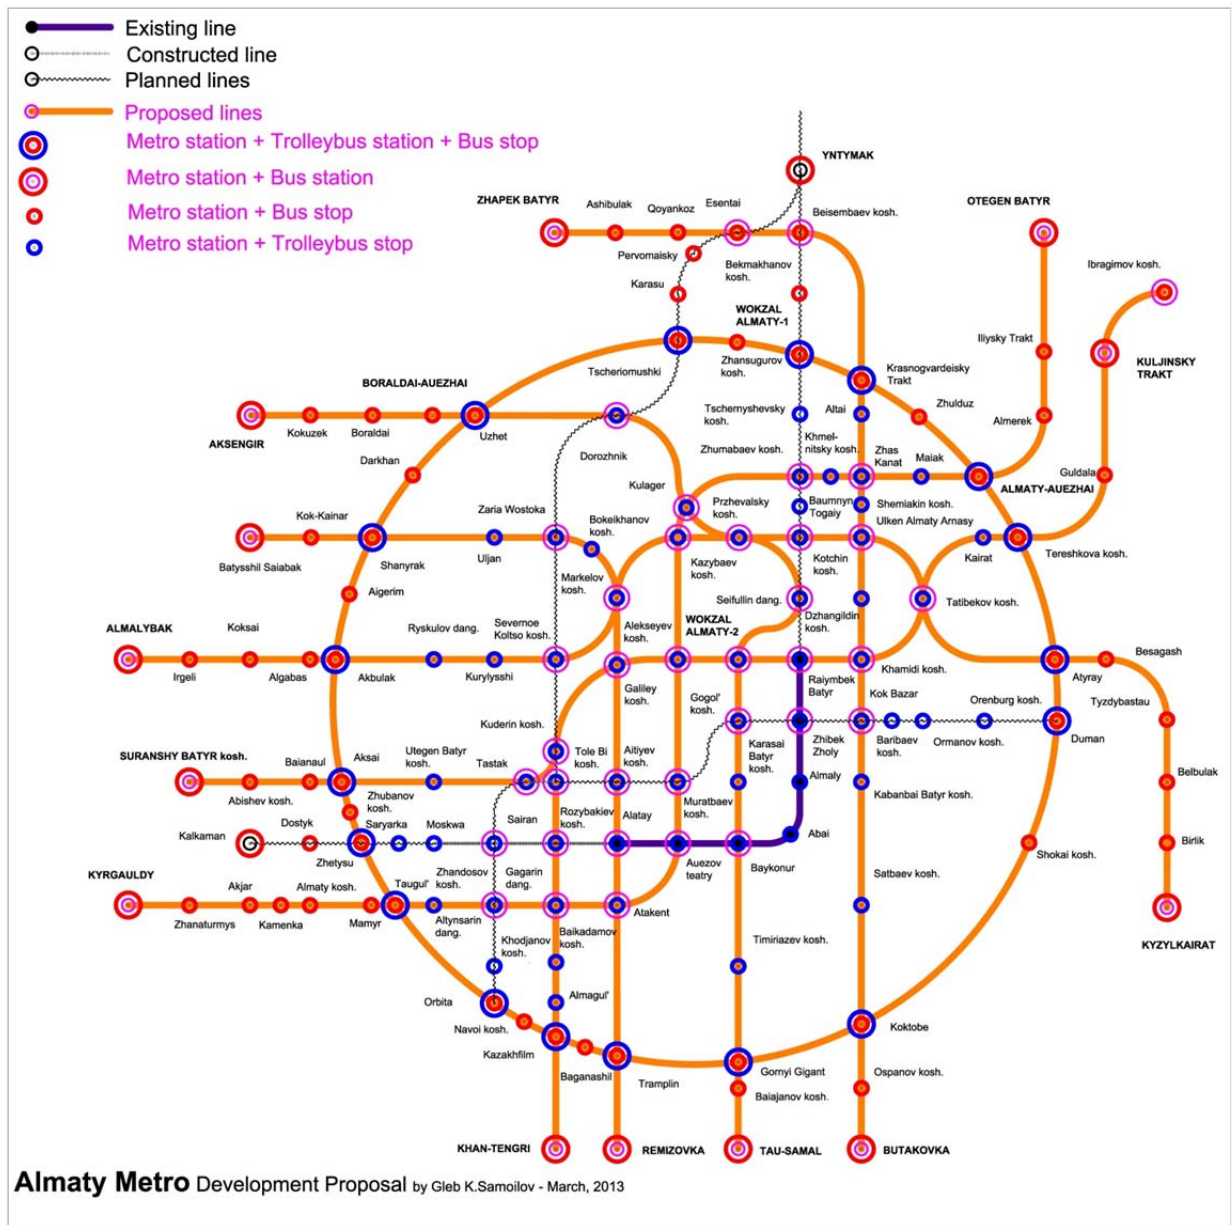 Existing line
Constructed line
Planned lines
Proposed lines
Metro station + Trolleybus station + Bus stop
Metro station + Bus station
Metro station + Bus stop
Metro station + Trolleybus stop
YNTYMAK
ZHAPEK BATYR
Ashibulak
Qoyankoz
Esentai
Beisembaev kosh.
OTEGEN BATYR
Pervomaisky
Bekmakhanov
kosh.
Ibragimov kosh.
Karasu
WOKZAL
ALMATY-1
Iliysky Trakt
KULJINSKY
TRAKT
Zhansugurov
kosh.
Tscheriomushki
Krasnogvardeisky
Trakt
BORALDAI-AUEZHAI
Zhulduz
AKSENGIR
Kokuzek
Boraldai
Uzhet
Tschernyshevsky
kosh.
Altai
Almerek
Dorozhnik
Zhumabaev kosh.
Khmel-
nitsky kosh.
Zhas
Kanat
Maiak
Darkhan
Guldala
Kulager
ALMATY-AUEZHAI
Kok-Kainar
Zaria Wostoka
Bokeikhanov
kosh.
Przhevalsky
kosh.
Baumnyn
Togaiy
Shemiakin kosh.
Ulken Almaty Arnasy
Batysshil Saiabak
Shanyrak
Uljan
Markelov
kosh.
Kazybaev
kosh.
Kotchin
kosh.
Kairat
Tereshkova kosh.
Aigerim
Seifullin dang.
Tatibekov kosh.
ALMALYBAK
Koksai
Ryskulov dang.
Severnoe
Koltso kosh.
Alekseyev
kosh.
WOKZAL
ALMATY-2
Dzhangildin
kosh.
Besagash
Irgeli
Algabas
Akbulak
Kurylysshi
Galiley
kosh.
Raiymbek
Batyr
Khamidi kosh.
Atyray
Gogol'
kosh.
Kok Bazar
Orenburg kosh.
Tyzdybastau
Kuderin kosh.
SURANSHY BATYR kosh.
Baianaul
Aksai
Utegen Batyr
kosh.
Tastak
Tole Bi
kosh.
Aitiyev
kosh.
Karasai
Batyr
kosh.
Zhibek
Zholy
Baribaev
kosh.
Ormanov kosh.
Duman
Abishev kosh.
Zhubanov
kosh.
Almaly
Belbulak
Kabanbai Batyr kosh.
Muratbaev
kosh.
Kalkaman
Dostyk
Saryarka
Moskwa
Sairan
Rozybakiev
kosh.
Alatay
Abai
Birlik
Zhetysu
Auezov
teatry
Baykonur
Shokai kosh.
KYRGAULDY
Akjar
Almaty kosh.
Taugul'
Zhandosov
kosh.
Gagarin
dang.
Satbaev kosh.
Zhanaturmys
Kamenka
Mamyr
Altynsarin
dang.
Atakent
Baikadamov
kosh.
Khodjanov
kosh.
Timiriazev kosh.
KYZYLKAIRAT
Orbita
Almagul'
Navoi kosh.
Koktobe
Kazakhfilm
Baganashil
Tramplin
Gornyi Gigant
Ospanov kosh.
Baiajanov kosh.
KHAN-TENGRI
REMIZOVKA
TAU-SAMAL
BUTAKOVKA
Almaty Metro Development Proposal by Gleb K.Samoilov - March, 2013